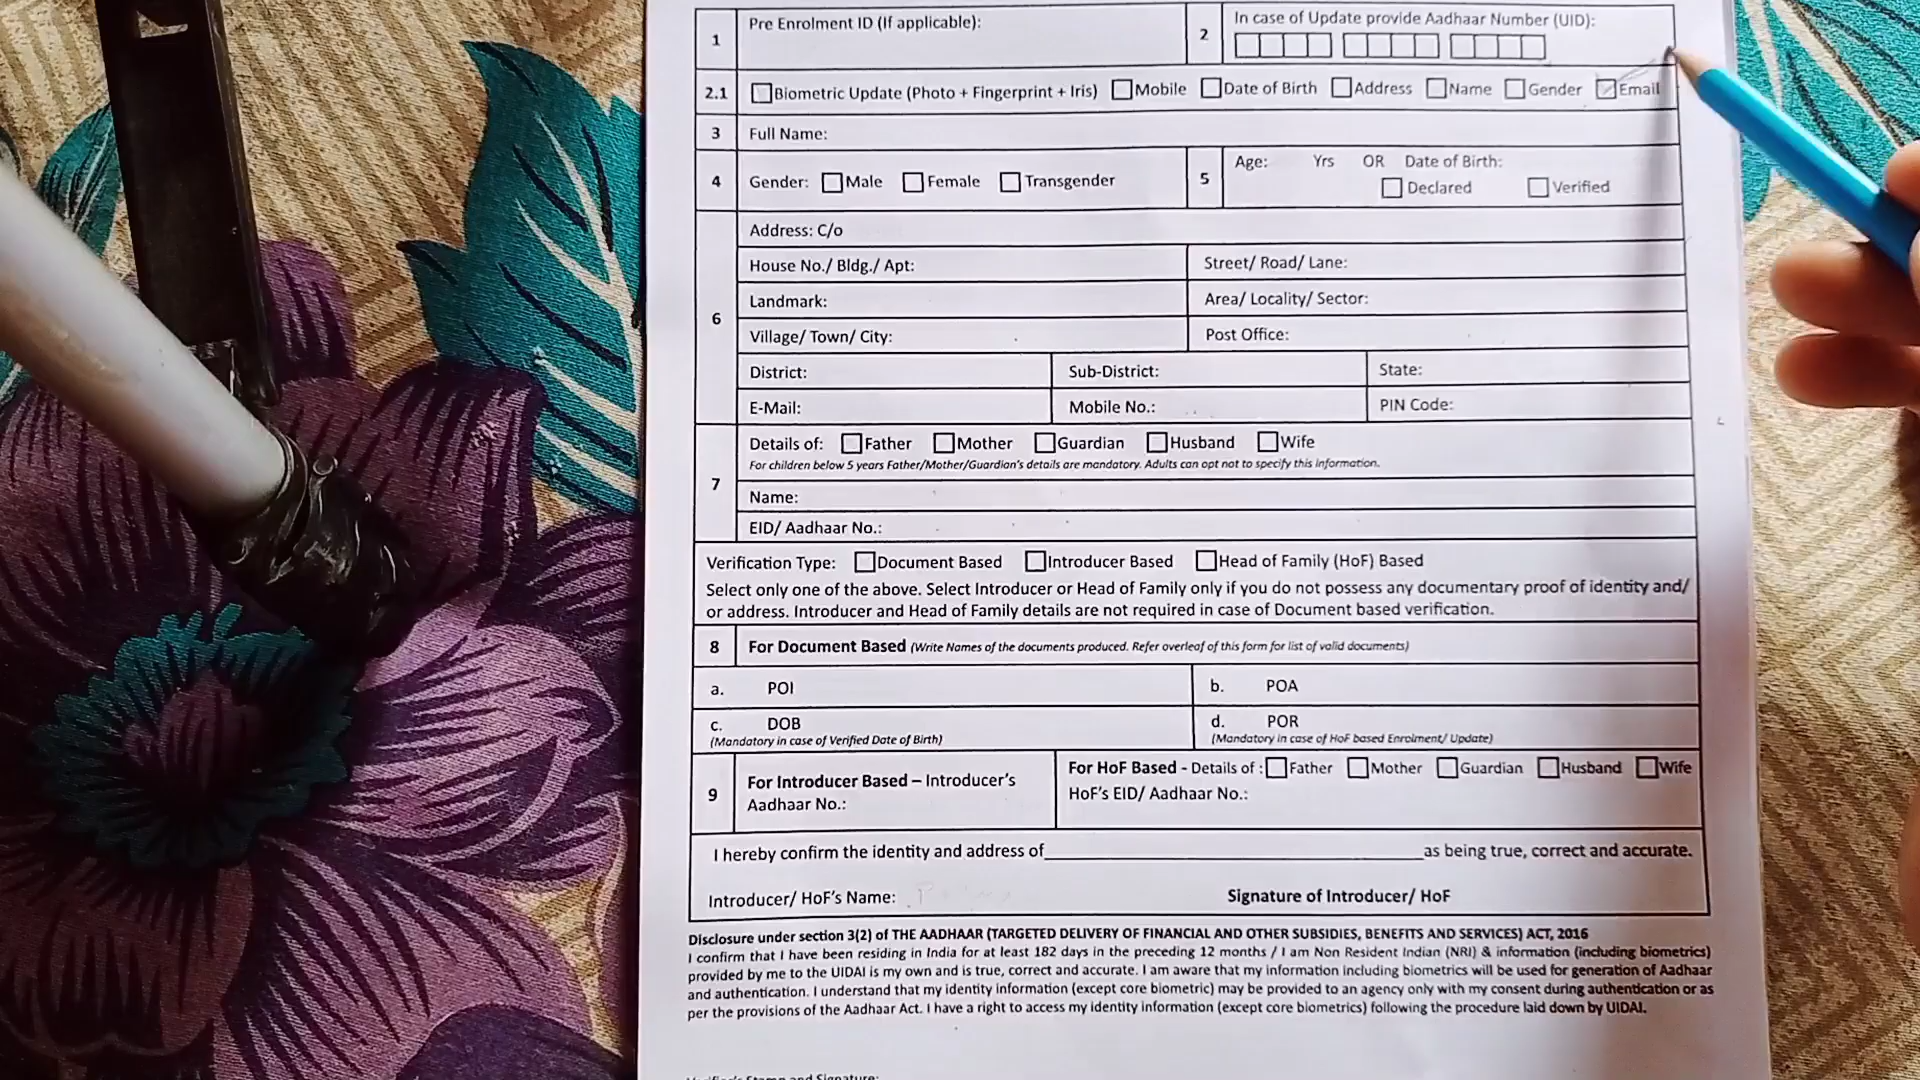 1 Pre Enrolment ID (If applicable):
2 In case of Update provide Aadhaar Number (UID):
2.1 Biometric Update (Photo + Fingerprint + Iris) Mobile Date of Birth Address Name Gender Email
3 Full Name:
4 Gender: Male Female Transgender
5 Age: Yrs OR Date of Birth:
Declared Verified
6 Address: C/o
House No./ Bldg./ Apt: Street/ Road/ Lane:
Landmark: Area/ Locality/ Sector:
Village/ Town/ City: Post Office:
District: Sub-District: State:
E-Mail: Mobile No.: PIN Code:
7 Details of: Father Mother Guardian Husband Wife
For children below 5 years Father/Mother/Guardian's details are mandatory. Adults can opt not to specify this information.
Name:
EID/ Aadhaar No.:
Verification Type: Document Based Introducer Based Head of Family (HoF) Based
Select only one of the above. Select Introducer or Head of Family only if you do not possess any documentary proof of identity and/
or address. Introducer and Head of Family details are not required in case of Document based verification.
8 For Document Based (Write Names of the documents produced. Refer overleaf of this form for list of valid documents)
a. POI b. POA
c. DOB d. POR
(Mandatory in case of Verified Date of Birth) (Mandatory in case of HoF based Enrolment/ Update)
9 For Introducer Based – Introducer's
Aadhaar No.:
For HoF Based - Details of : Father Mother Guardian Husband Wife
HoF's EID/ Aadhaar No.:
I hereby confirm the identity and address of as being true, correct and accurate.
Introducer/ HoF's Name: Signature of Introducer/ HoF
Disclosure under section 3(2) of THE AADHAAR (TARGETED DELIVERY OF FINANCIAL AND OTHER SUBSIDIES, BENEFITS AND SERVICES) ACT, 2016
I confirm that I have been residing in India for at least 182 days in the preceding 12 months / I am Non Resident Indian (NRI) & information (including biometrics)
provided by me to the UIDAI is my own and is true, correct and accurate. I am aware that my information including biometrics will be used for generation of Aadhaar
and authentication. I understand that my identity information (except core biometric) may be provided to an agency only with my consent during authentication or as
per the provisions of the Aadhaar Act. I have a right to access my identity information (except core biometrics) following the procedure laid down by UIDAI.